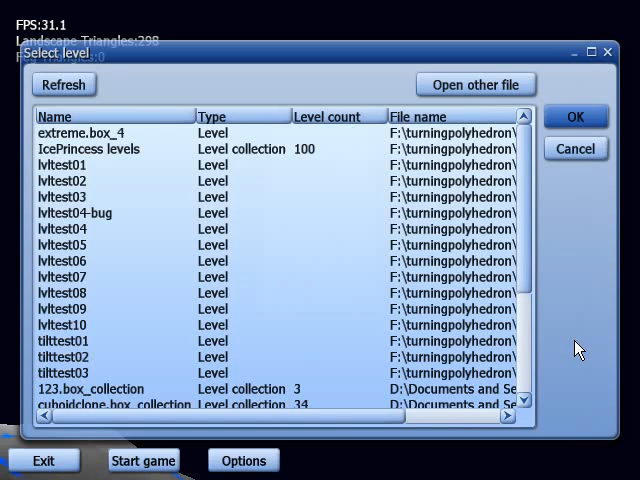 FPS:31.1
Landscape Triangles:298
Fog Triangles:0
Select level
Refresh
Open other file
Name Type Level count File name
OK
extreme.box_4 Level F:\turningpolyhedron\
IcePrincess levels Level collection 100 F:\turningpolyhedron\
Cancel
lvltest01 Level F:\turningpolyhedron\
lvltest02 Level F:\turningpolyhedron\
lvltest03 Level F:\turningpolyhedron\
lvltest04-bug Level F:\turningpolyhedron\
lvltest04 Level F:\turningpolyhedron\
lvltest05 Level F:\turningpolyhedron\
lvltest06 Level F:\turningpolyhedron\
lvltest07 Level F:\turningpolyhedron\
lvltest08 Level F:\turningpolyhedron\
lvltest09 Level F:\turningpolyhedron\
lvltest10 Level F:\turningpolyhedron\
tilttest01 Level F:\turningpolyhedron\
tilttest02 Level F:\turningpolyhedron\
tilttest03 Level F:\turningpolyhedron\
123.box_collection Level collection 3 D:\Documents and Se
cuboidclone.box_collection Level collection 34 D:\Documents and Se
Exit
Start game
Options